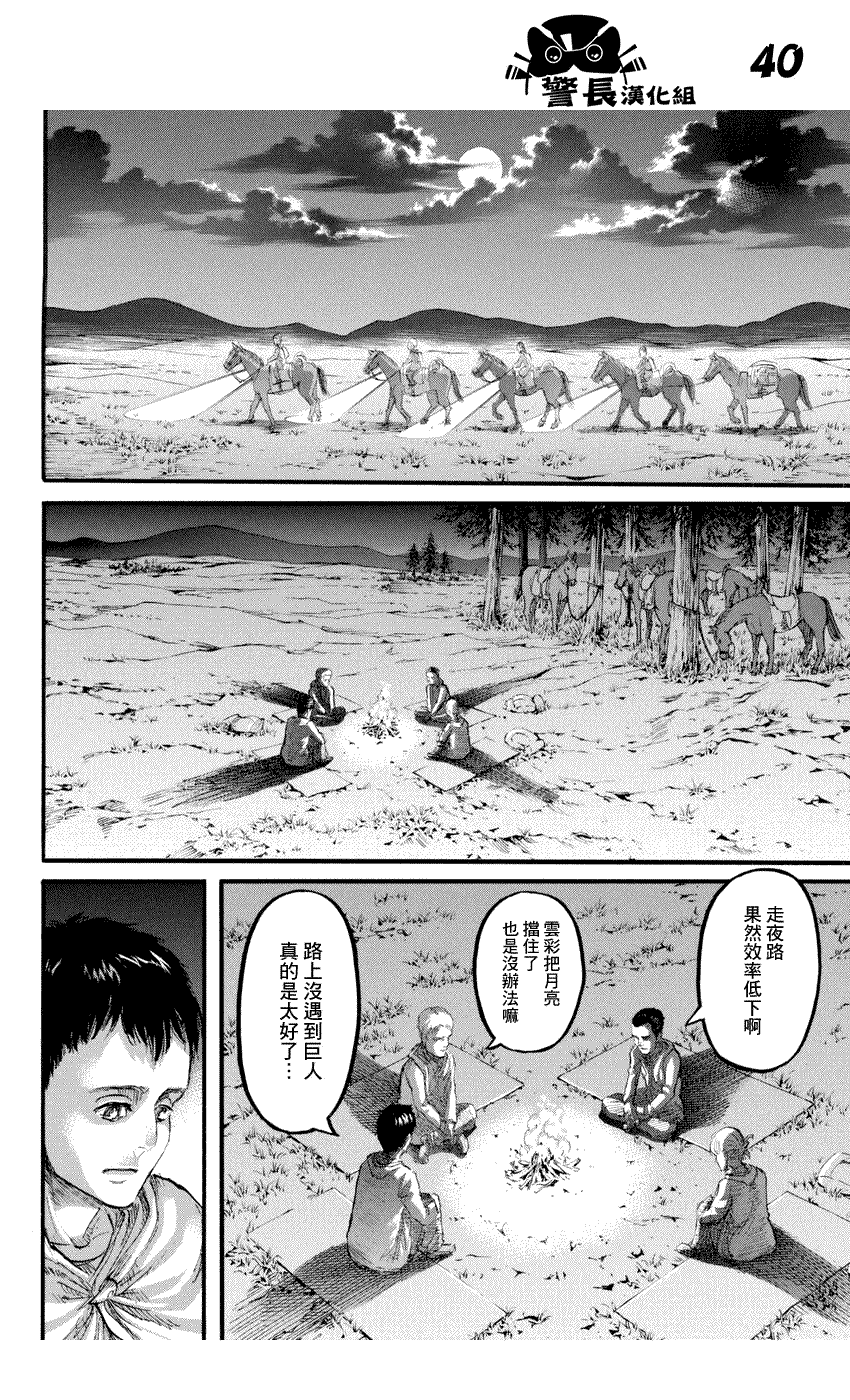 警長漢化組
40
走夜路
果然效率低下啊
雲彩把月亮
擋住了
也是沒辦法嘛
路上沒遇到巨人
真的是太好了…